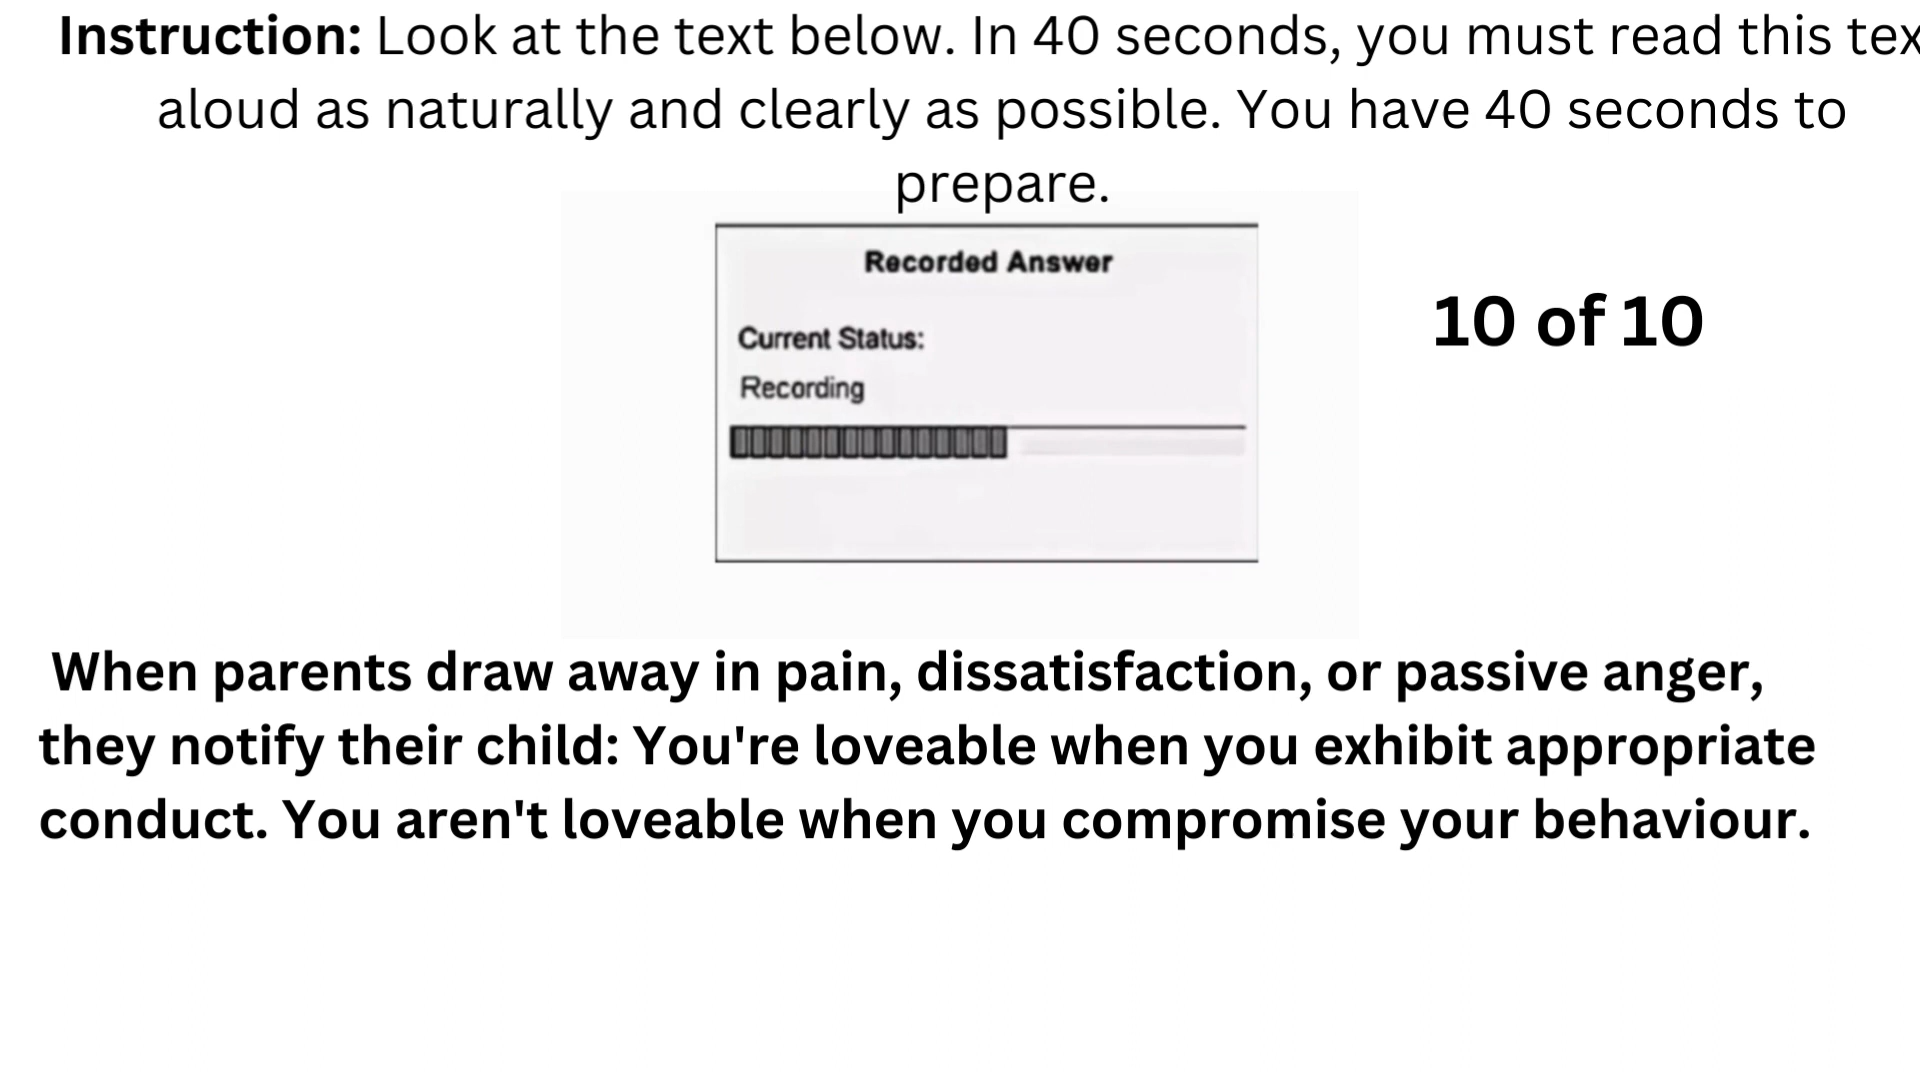 Instruction: Look at the text below. In 40 seconds, you must read this tex
aloud as naturally and clearly as possible. You have 40 seconds to
prepare.
Recorded Answer
Current Status:
Recording
10 of 10
When parents draw away in pain, dissatisfaction, or passive anger,
they notify their child: You're loveable when you exhibit appropriate
conduct. You aren't loveable when you compromise your behaviour.